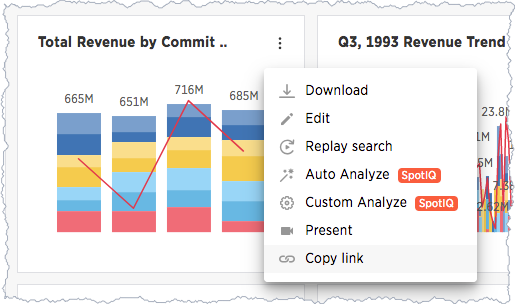 Total Revenue by Commit ..
Q3, 1993 Revenue Trend
665M
651M
716M
685M
Download
Edit
Replay search
Auto Analyze SpotIQ
Custom Analyze SpotIQ
Present
Copy link
23.8